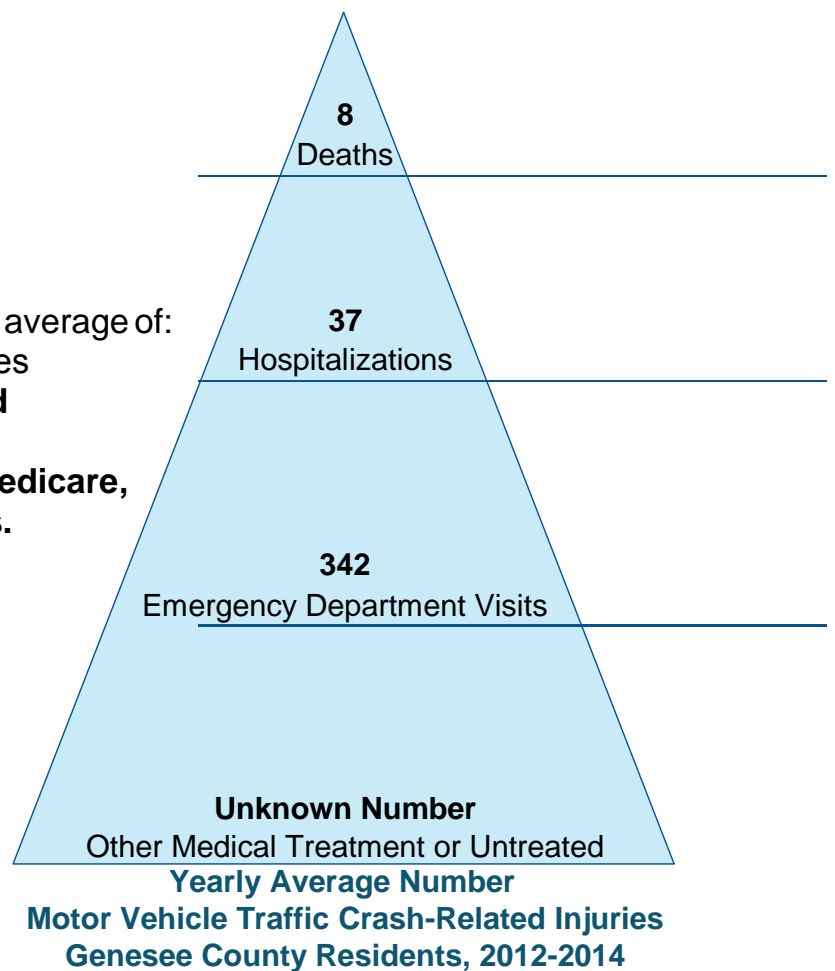 8
Deaths
average of:
37
es
Hospitalizations
d
edicare,
s.
342
Emergency Department Visits
Unknown Number
Other Medical Treatment or Untreated
Yearly Average Number
Motor Vehicle Traffic Crash-Related Injuries
Genesee County Residents, 2012-2014